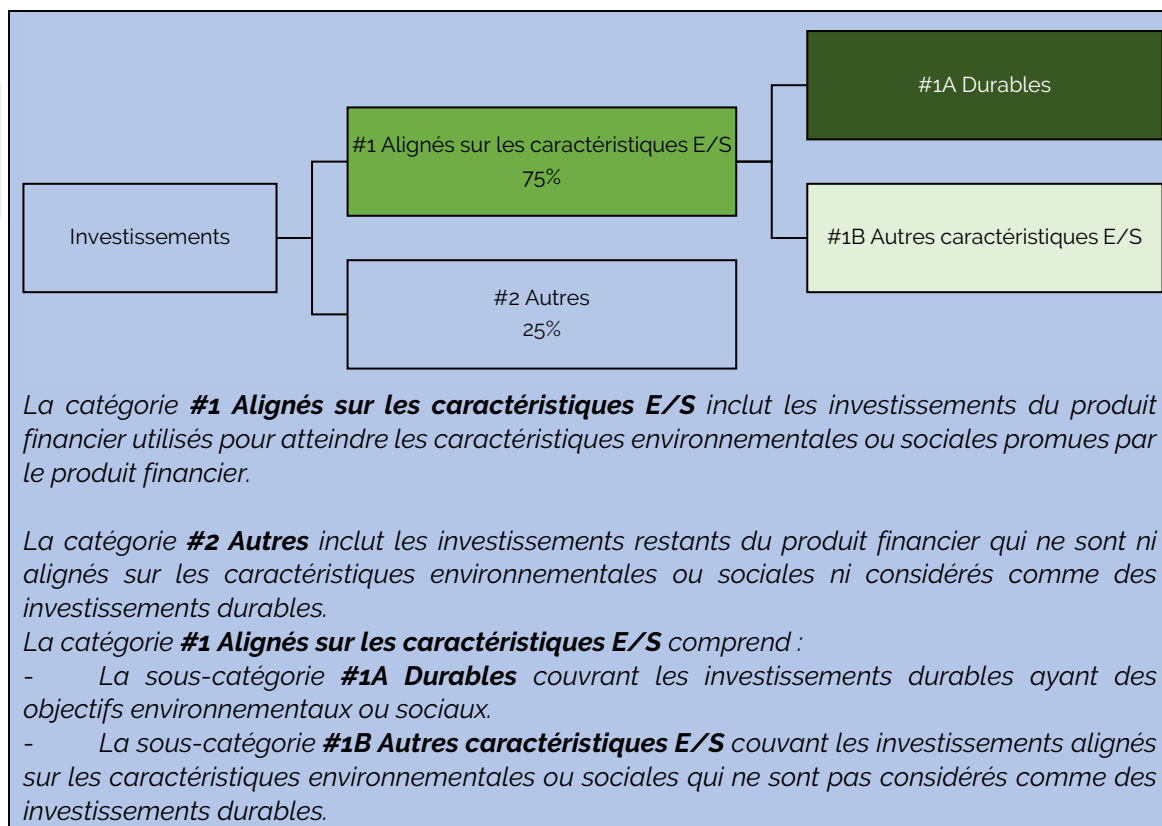 #1A Durables
#1 Alignés sur les caractéristiques E/S
75%
Investissements
#1B Autres caractéristiques E/S
#2 Autres
25%
La catégorie #1 Alignés sur les caractéristiques E/S inclut les investissements du produit
financier utilisés pour atteindre les caractéristiques environnementales ou sociales promues par
le produit financier.
La catégorie #2 Autres inclut les investissements restants du produit financier qui ne sont ni
alignés sur les caractéristiques environnementales ou sociales ni considérés comme des
investissements durables.
La catégorie #1 Alignés sur les caractéristiques E/S comprend :
- La sous-catégorie #1A Durables couvrant les investissements durables ayant des
objectifs environnementaux ou sociaux.
- La sous-catégorie #1B Autres caractéristiques E/S couvant les investissements alignés
sur les caractéristiques environnementales ou sociales qui ne sont pas considérés comme des
investissements durables.